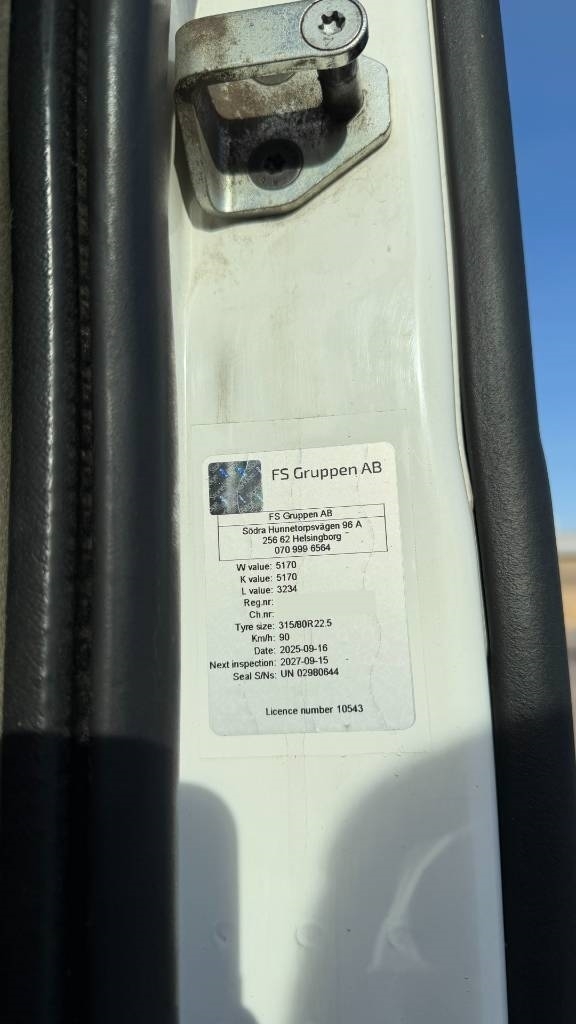 FS Gruppen AB
FS Gruppen AB
Södra Hunnetorpsvägen 96 A
256 62 Helsingborg
070 999 6564
W value: 5170
K value: 5170
L value: 3234
Reg.nr:
Ch.nr:
Tyre size: 315/80R22.5
Km/h: 90
Date: 2025-09-16
Next inspection: 2027-09-15
Seal S/Ns: UN 02980644
Licence number 10543